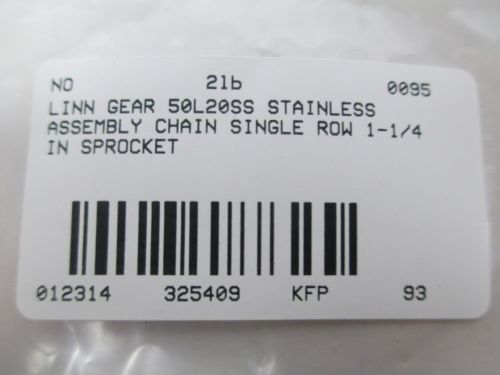 NO 2lb 0095
LINN GEAR 50L20SS STAINLESS
ASSEMBLY CHAIN SINGLE ROW 1-1/4
IN SPROCKET
012314 325409 KFP 93